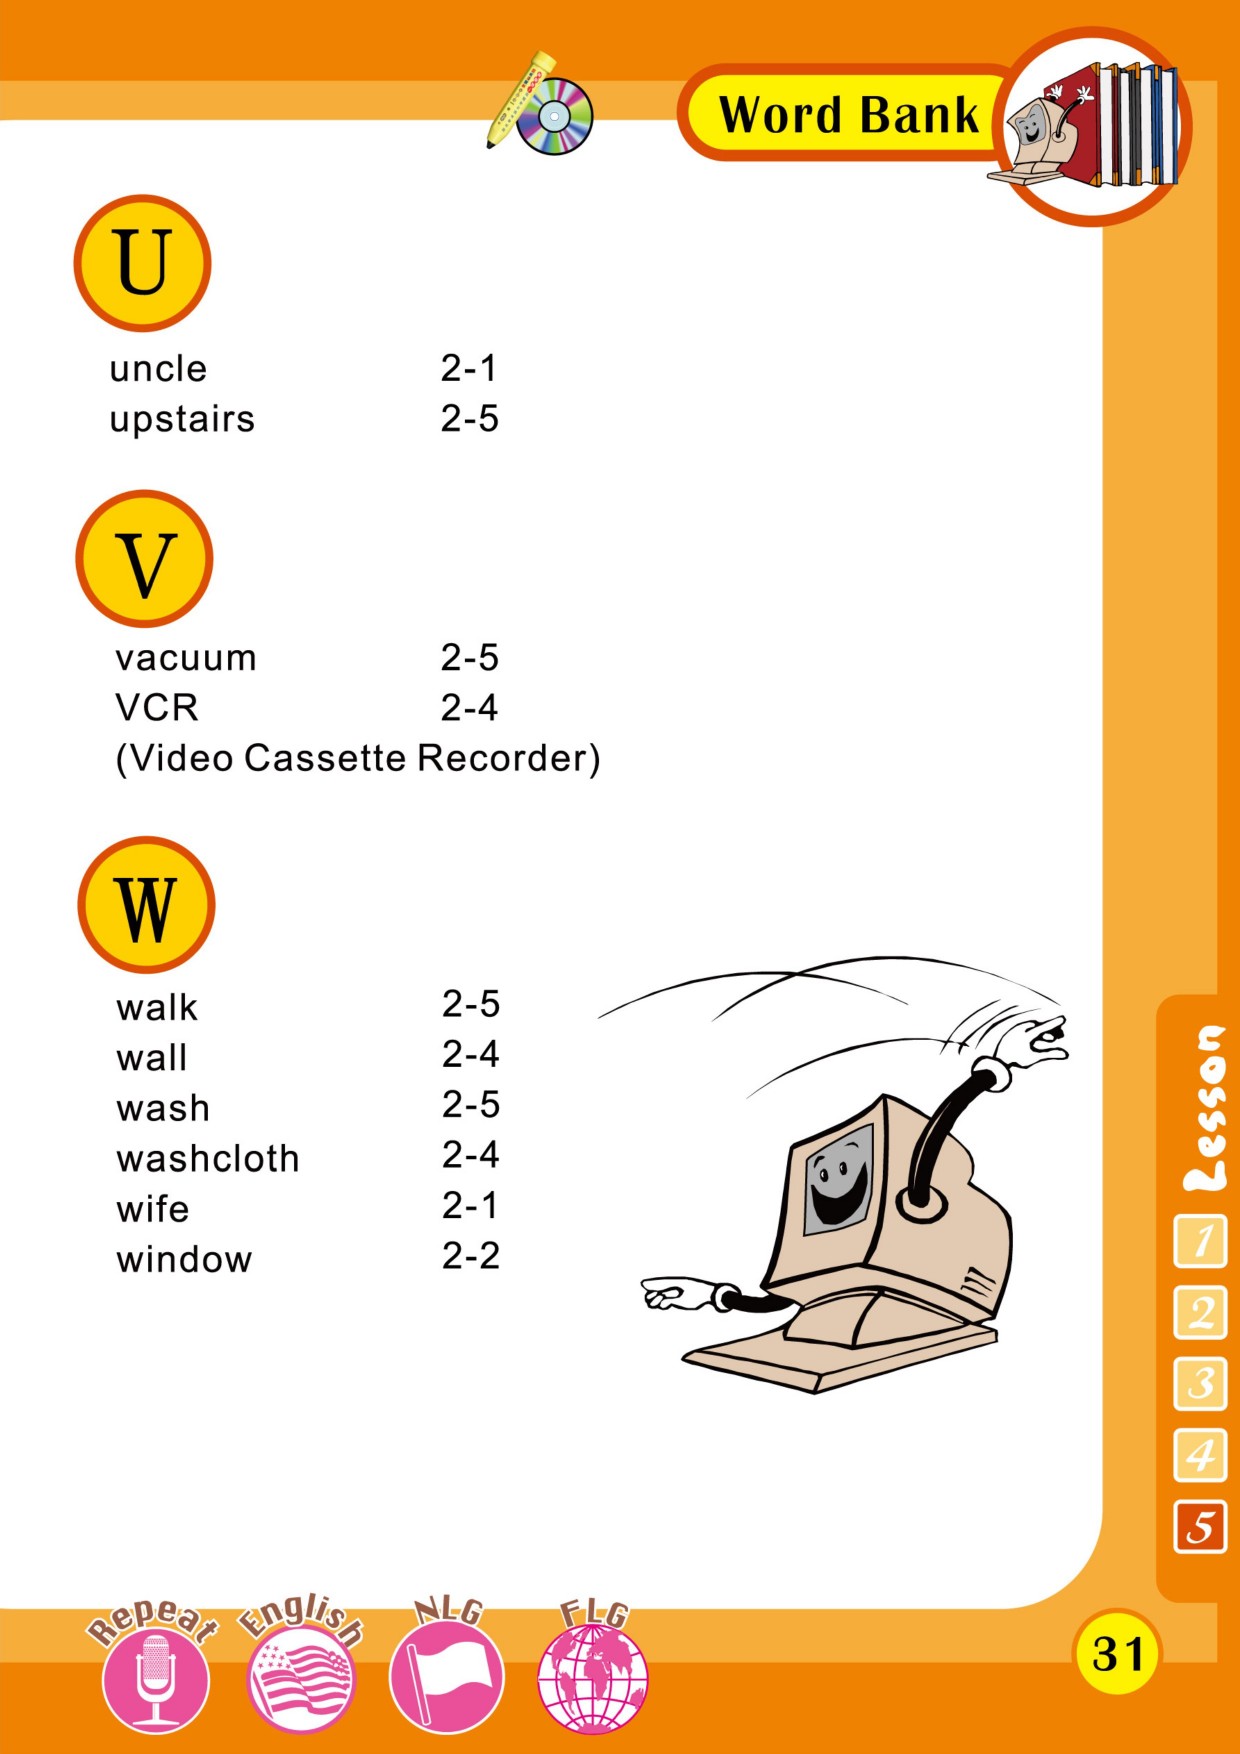 Word Bank
U
uncle 2-1
upstairs 2-5
V
vacuum 2-5
VCR 2-4
(Video Cassette Recorder)
W
walk 2-5
wall 2-4
wash 2-5
washcloth 2-4
wife 2-1
window 2-2
Lesson
1
2
3
4
5
Repeat
English
NLG
FLG
31